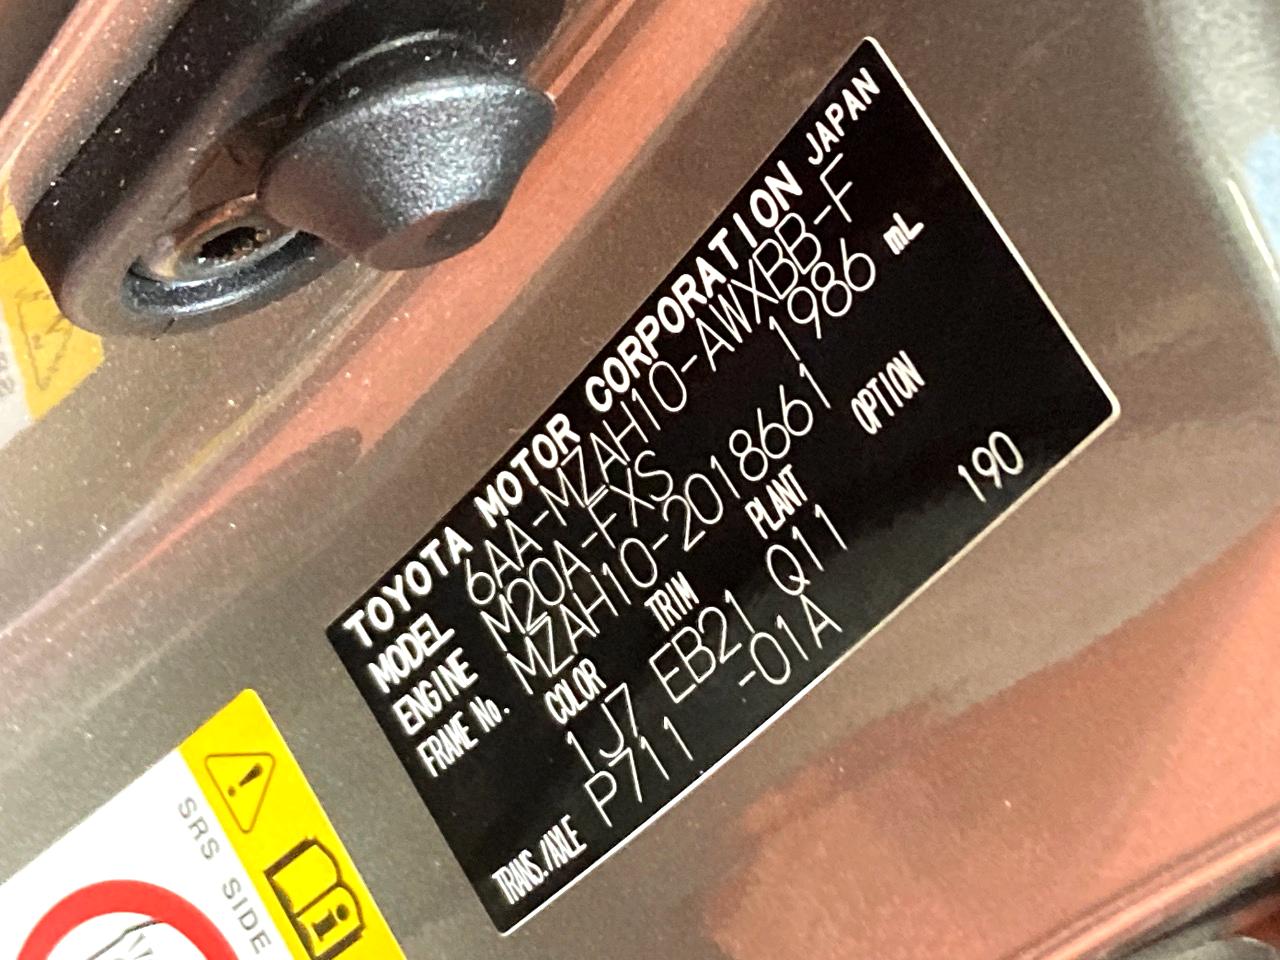 TOYOTA MOTOR CORPORATION JAPAN
MODEL 6AA-MZAH10-AWXBB-F
ENGINE M20A-FXS 1986 mL
FRAME No. MZAH10-2018661
COLOR TRIM PLANT OPTION
1J7 EB21 Q11 190
TRANS./AXLE P711 -01A
SRS SIDE